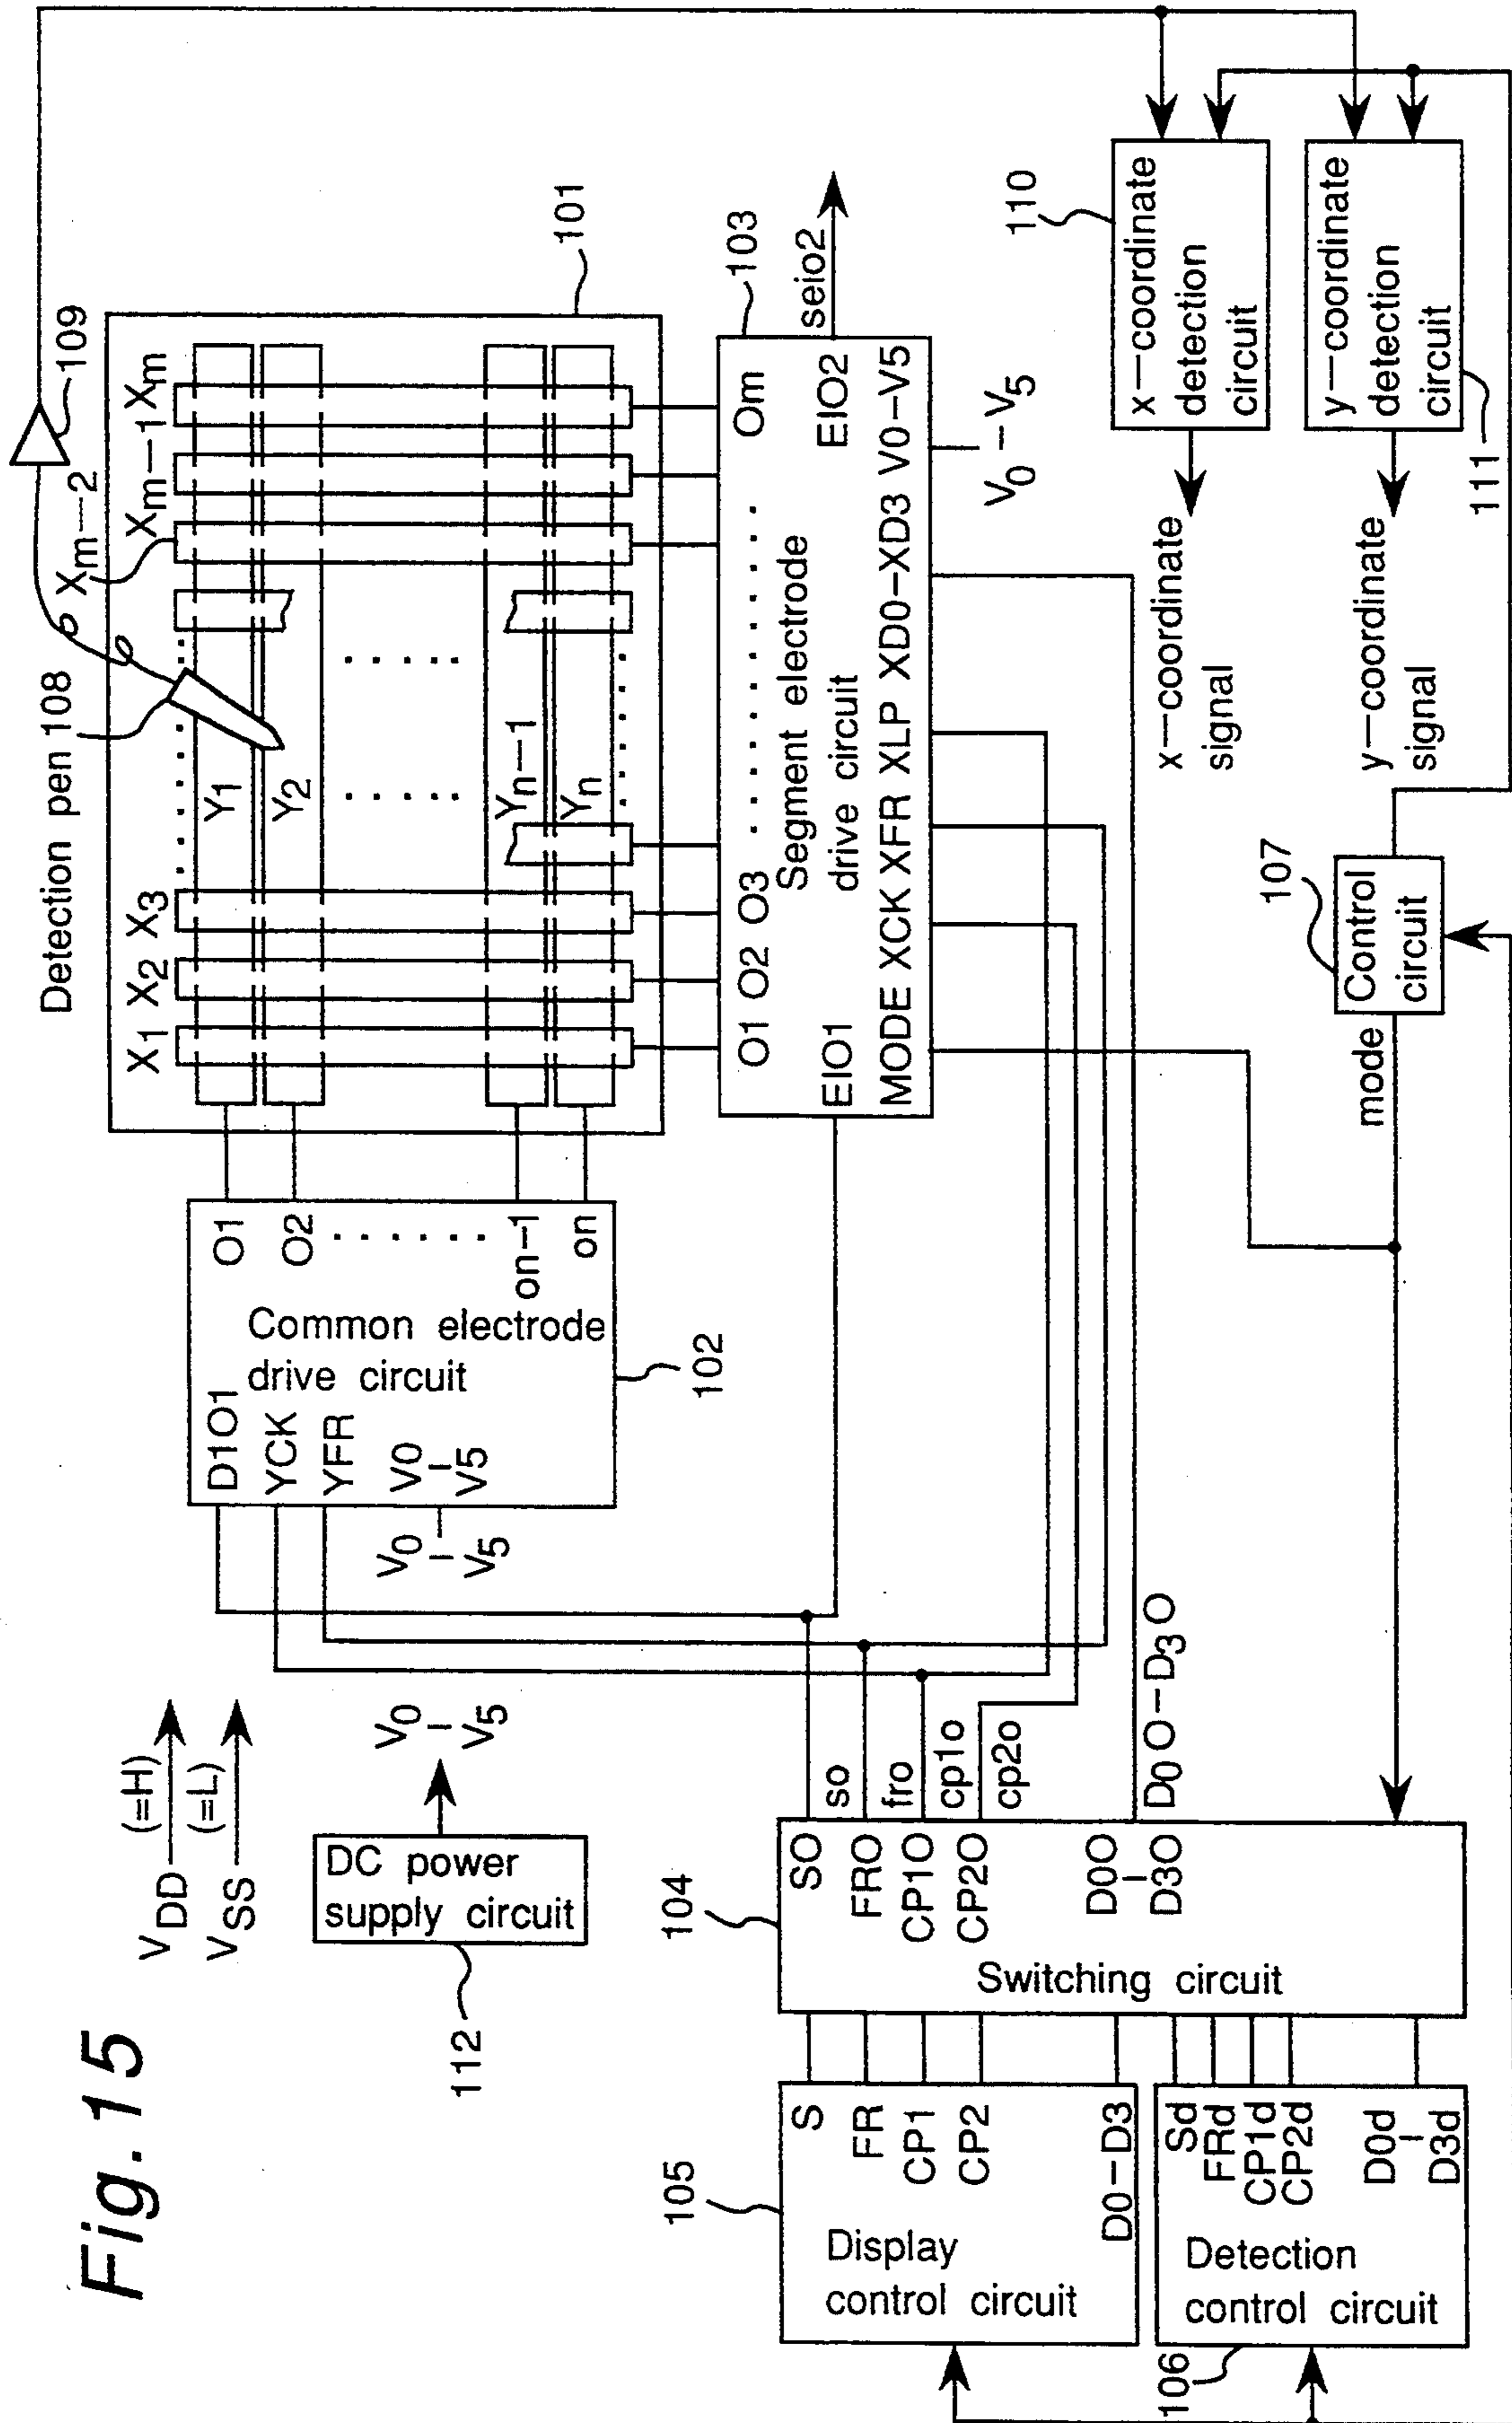 Fig. 15
VDD (=H)
VSS (=L)
DC power
supply circuit
112
V0 – V5
Detection pen 108
109
101
X1 X2 X3 Xm–2 Xm–1 Xm
Y1
Y2
Yn–1
Yn
D1O1
YCK
YFR
V0 – V5
V0 – V5
O1
O2
on–1
on
Common electrode
drive circuit
102
103
O1 O2 O3 Om
EIO1
Segment electrode
drive circuit
EIO2
seio2
MODE XCK XFR XLP XD0–XD3 V0–V5
V0 – V5
105
S
FR
CP1
CP2
D0–D3
Display
control circuit
106
Sd
FRd
CP1d
CP2d
D0d
–
D3d
Detection
control circuit
104
SO
FRO
CP1O
CP2O
D0O
–
D3O
Switching circuit
so
fro
cp1o
cp2o
D0O–D3O
mode
107
Control
circuit
110
x–coordinate
detection
circuit
x–coordinate
signal
111
y–coordinate
detection
circuit
y–coordinate
signal